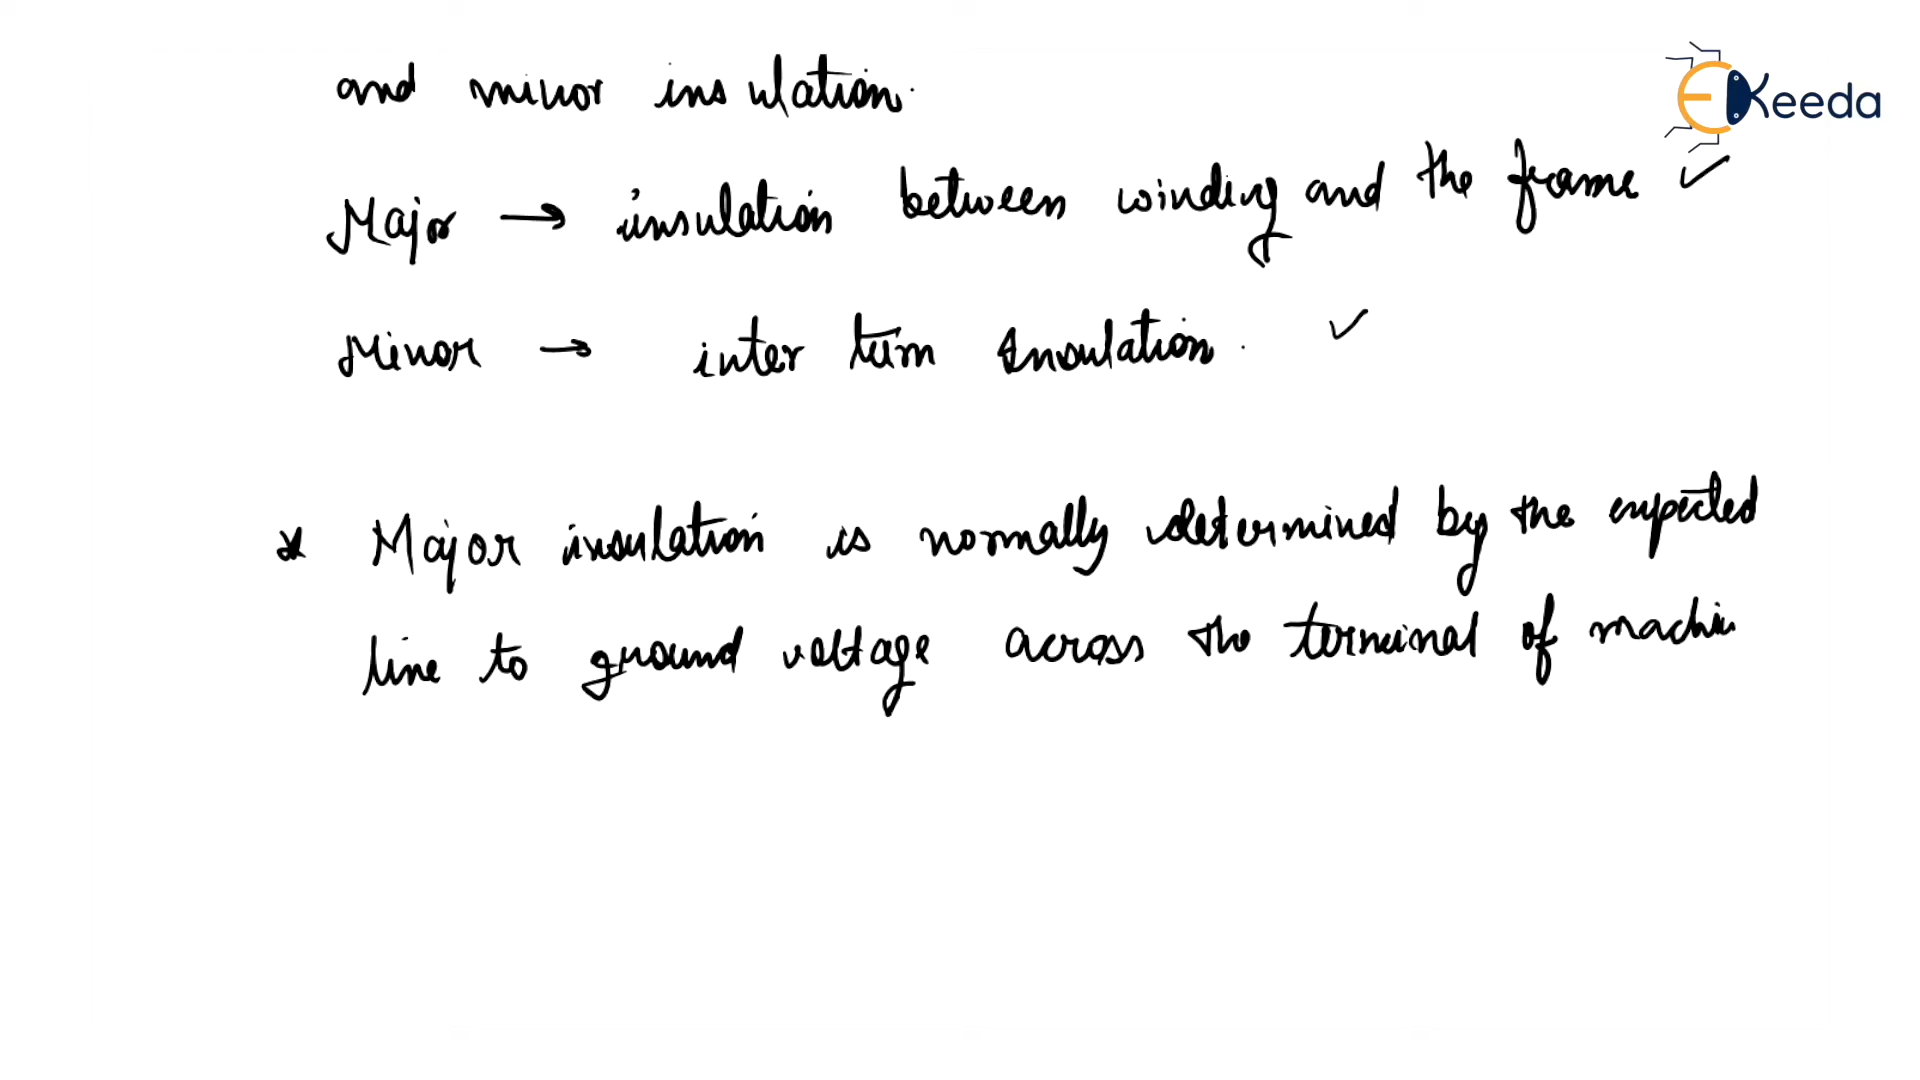 and minor insulation.
EKeeda
Major → insulation between winding and the frame ✓
Minor → inter turn Insulation. ✓
* Major insulation is normally determined by the expected
line to ground voltage across the terminal of machin